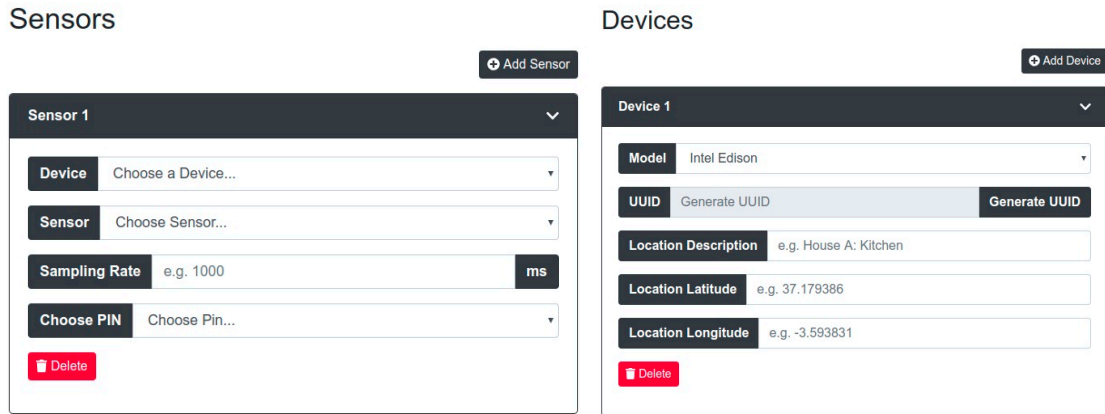 Sensors
Add Sensor
Sensor 1
Device Choose a Device...
Sensor Choose Sensor...
Sampling Rate e.g. 1000 ms
Choose PIN Choose Pin...
Delete
Devices
Add Device
Device 1
Model Intel Edison
UUID Generate UUID Generate UUID
Location Description e.g. House A: Kitchen
Location Latitude e.g. 37.179386
Location Longitude e.g. -3.593831
Delete